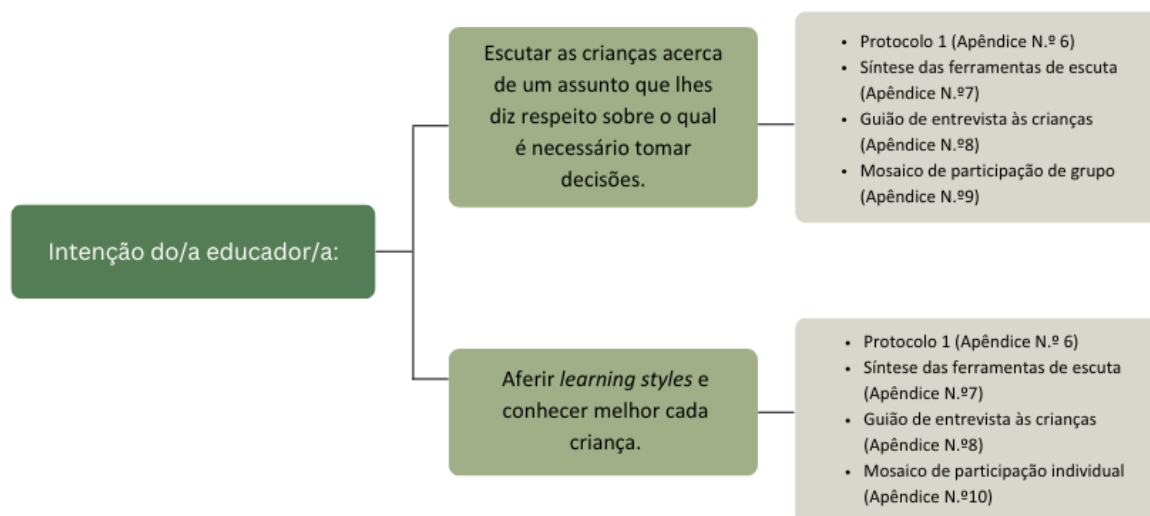 Intenção do/a educador/a:
Escutar as crianças acerca
de um assunto que lhes
diz respeito sobre o qual
é necessário tomar
decisões.
• Protocolo 1 (Apêndice N.º 6)
• Síntese das ferramentas de escuta
(Apêndice N.º7)
• Guião de entrevista às crianças
(Apêndice N.º8)
• Mosaico de participação de grupo
(Apêndice N.º9)
Aferir learning styles e
conhecer melhor cada
criança.
• Protocolo 1 (Apêndice N.º 6)
• Síntese das ferramentas de escuta
(Apêndice N.º7)
• Guião de entrevista às crianças
(Apêndice N.º8)
• Mosaico de participação individual
(Apêndice N.º10)